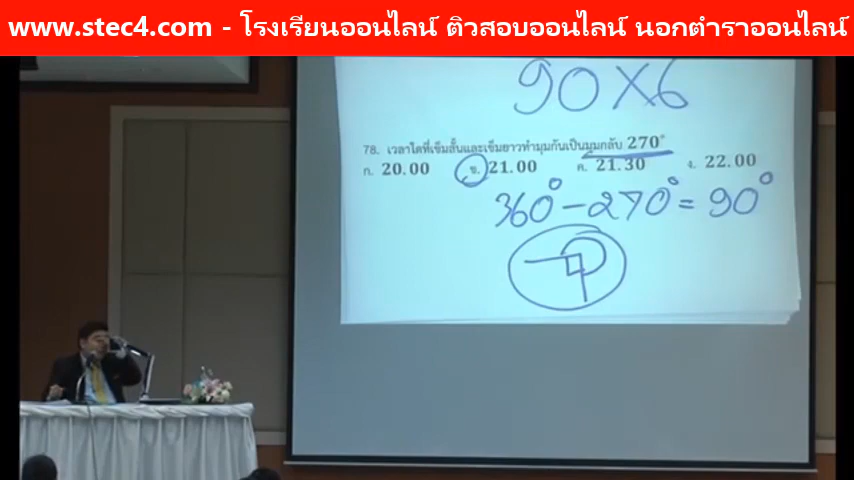 www.stec4.com - โรงเรียนออนไลน์ ติวสอบออนไลน์ นอกตำราออนไลน์
90 X 6
78. เวลาใดที่เข็มสั้นและเข็มยาวทำมุมกันเป็นมุมกลับ 270°
ก. 20.00 ข. 21.00 ค. 21.30 ง. 22.00
360° - 270° = 90°